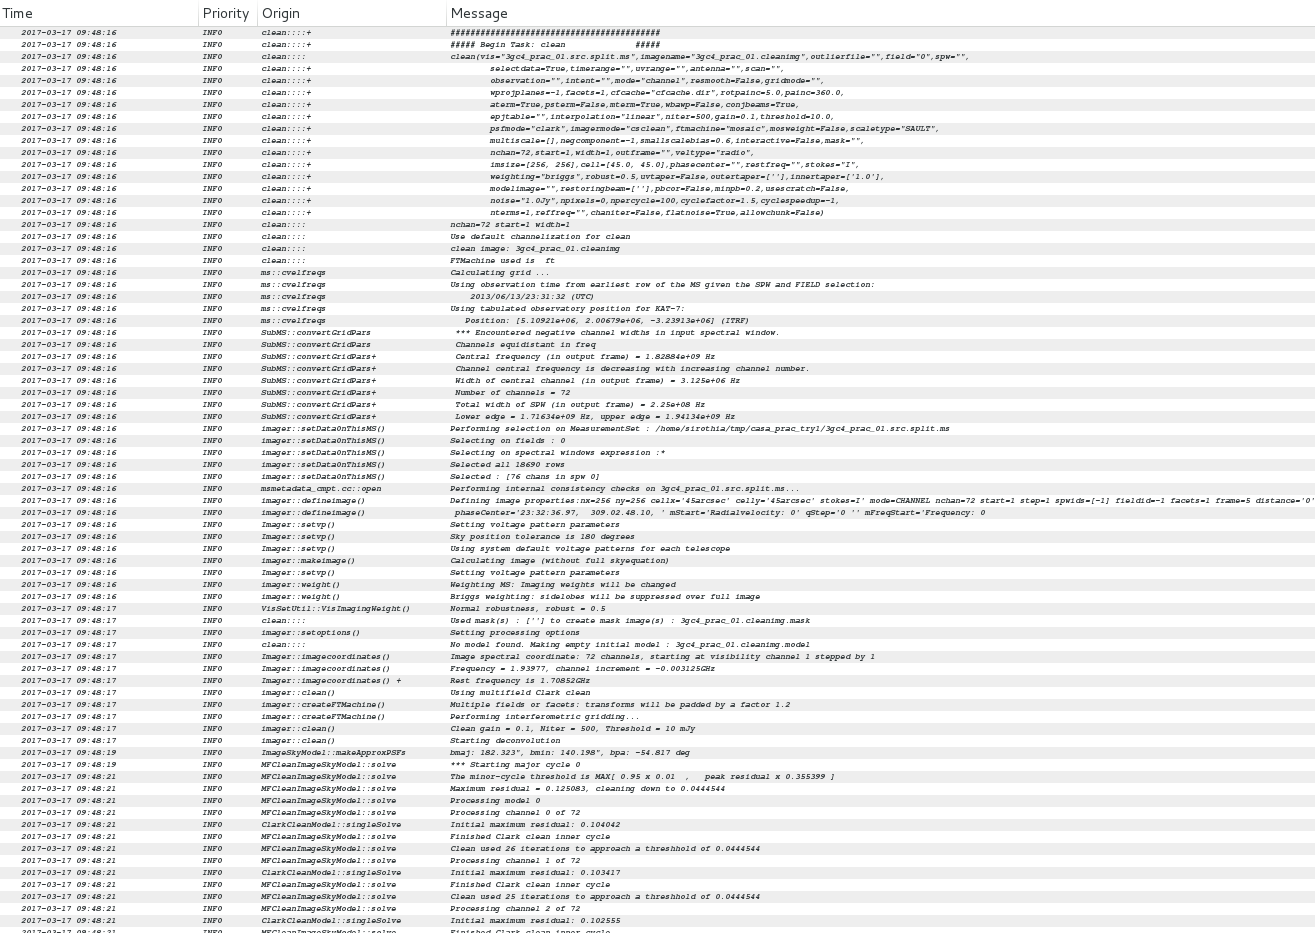 Time Priority Origin Message
2017-03-17 09:48:16 INFO clean::::+ ##########################################
2017-03-17 09:48:16 INFO clean::::+ ##### Begin Task: clean #####
2017-03-17 09:48:16 INFO clean:::: clean(vis="3gc4_prac_01.src.split.ms",imagename="3gc4_prac_01.cleanimg",outlierfile="",field="0",spw="",
2017-03-17 09:48:16 INFO clean::::+ selectdata=True,timerange="",uvrange="",antenna="",scan="",
2017-03-17 09:48:16 INFO clean::::+ observation="",intent="",mode="channel",resmooth=False,gridmode="",
2017-03-17 09:48:16 INFO clean::::+ wprojplanes=-1,facets=1,cfcache="cfcache.dir",rotpainc=5.0,painc=360.0,
2017-03-17 09:48:16 INFO clean::::+ aterm=True,psterm=False,mterm=True,wbawp=False,conjbeams=True,
2017-03-17 09:48:16 INFO clean::::+ epjtable="",interpolation="linear",niter=500,gain=0.1,threshold=10.0,
2017-03-17 09:48:16 INFO clean::::+ psfmode="clark",imagermode="csclean",ftmachine="mosaic",mosweight=False,scaletype="SAULT",
2017-03-17 09:48:16 INFO clean::::+ multiscale=[],negcomponent=-1,smallscalebias=0.6,interactive=False,mask="",
2017-03-17 09:48:16 INFO clean::::+ nchan=72,start=1,width=1,outframe="",veltype="radio",
2017-03-17 09:48:16 INFO clean::::+ imsize=[256, 256],cell=[45.0, 45.0],phasecenter="",restfreq="",stokes="I",
2017-03-17 09:48:16 INFO clean::::+ weighting="briggs",robust=0.5,uvtaper=False,outertaper=[''],innertaper=['1.0'],
2017-03-17 09:48:16 INFO clean::::+ modelimage="",restoringbeam=[''],pbcor=False,minpb=0.2,usescratch=False,
2017-03-17 09:48:16 INFO clean::::+ noise="1.0Jy",npixels=0,npercycle=100,cyclefactor=1.5,cyclespeedup=-1,
2017-03-17 09:48:16 INFO clean::::+ nterms=1,reffreq="",chaniter=False,flatnoise=True,allowchunk=False)
2017-03-17 09:48:16 INFO clean:::: nchan=72 start=1 width=1
2017-03-17 09:48:16 INFO clean:::: Use default channelization for clean
2017-03-17 09:48:16 INFO clean:::: clean image: 3gc4_prac_01.cleanimg
2017-03-17 09:48:16 INFO clean:::: FTMachine used is ft
2017-03-17 09:48:16 INFO ms::cvelfreqs Calculating grid ...
2017-03-17 09:48:16 INFO ms::cvelfreqs Using observation time from earliest row of the MS given the SPW and FIELD selection:
2017-03-17 09:48:16 INFO ms::cvelfreqs 2013/06/13/23:31:32 (UTC)
2017-03-17 09:48:16 INFO ms::cvelfreqs Using tabulated observatory position for KAT-7:
2017-03-17 09:48:16 INFO ms::cvelfreqs Position: [5.10921e+06, 2.00679e+06, -3.23913e+06] (ITRF)
2017-03-17 09:48:16 INFO SubMS::convertGridPars *** Encountered negative channel widths in input spectral window.
2017-03-17 09:48:16 INFO SubMS::convertGridPars Channels equidistant in freq
2017-03-17 09:48:16 INFO SubMS::convertGridPars+ Central frequency (in output frame) = 1.82884e+09 Hz
2017-03-17 09:48:16 INFO SubMS::convertGridPars+ Channel central frequency is decreasing with increasing channel number.
2017-03-17 09:48:16 INFO SubMS::convertGridPars+ Width of central channel (in output frame) = 3.125e+06 Hz
2017-03-17 09:48:16 INFO SubMS::convertGridPars+ Number of channels = 72
2017-03-17 09:48:16 INFO SubMS::convertGridPars+ Total width of SPW (in output frame) = 2.25e+08 Hz
2017-03-17 09:48:16 INFO SubMS::convertGridPars+ Lower edge = 1.71634e+09 Hz, upper edge = 1.94134e+09 Hz
2017-03-17 09:48:16 INFO imager::setDataOnThisMS() Performing selection on MeasurementSet : /home/sirothia/tmp/casa_prac_try1/3gc4_prac_01.src.split.ms
2017-03-17 09:48:16 INFO imager::setDataOnThisMS() Selecting on fields : 0
2017-03-17 09:48:16 INFO imager::setDataOnThisMS() Selecting on spectral windows expression :*
2017-03-17 09:48:16 INFO imager::setDataOnThisMS() Selected all 18690 rows
2017-03-17 09:48:16 INFO imager::setDataOnThisMS() Selected : [76 chans in spw 0]
2017-03-17 09:48:16 INFO msmetadata_cmpt.cc::open Performing internal consistency checks on 3gc4_prac_01.src.split.ms...
2017-03-17 09:48:16 INFO imager::defineimage() Defining image properties:nx=256 ny=256 cellx='45arcsec' celly='45arcsec' stokes=I' mode=CHANNEL nchan=72 start=1 step=1 spwids=[-1] fieldid=-1 facets=1 frame=5 distance='0'
2017-03-17 09:48:16 INFO imager::defineimage() phaseCenter='23:32:36.97, 309.02.48.10, ' mStart='Radialvelocity: 0' qStep='0 '' mFreqStart='Frequency: 0
2017-03-17 09:48:16 INFO Imager::setvp() Setting voltage pattern parameters
2017-03-17 09:48:16 INFO Imager::setvp() Sky position tolerance is 180 degrees
2017-03-17 09:48:16 INFO Imager::setvp() Using system default voltage patterns for each telescope
2017-03-17 09:48:16 INFO imager::makeimage() Calculating image (without full skyequation)
2017-03-17 09:48:16 INFO Imager::setvp() Setting voltage pattern parameters
2017-03-17 09:48:16 INFO imager::weight() Weighting MS: Imaging weights will be changed
2017-03-17 09:48:16 INFO imager::weight() Briggs weighting: sidelobes will be suppressed over full image
2017-03-17 09:48:17 INFO VisSetUtil::VisImagingWeight() Normal robustness, robust = 0.5
2017-03-17 09:48:17 INFO clean:::: Used mask(s) : [''] to create mask image(s) : 3gc4_prac_01.cleanimg.mask
2017-03-17 09:48:17 INFO imager::setoptions() Setting processing options
2017-03-17 09:48:17 INFO clean:::: No model found. Making empty initial model : 3gc4_prac_01.cleanimg.model
2017-03-17 09:48:17 INFO Imager::imagecoordinates() Image spectral coordinate: 72 channels, starting at visibility channel 1 stepped by 1
2017-03-17 09:48:17 INFO Imager::imagecoordinates() Frequency = 1.93977, channel increment = -0.003125GHz
2017-03-17 09:48:17 INFO Imager::imagecoordinates() + Rest frequency is 1.70852GHz
2017-03-17 09:48:17 INFO imager::clean() Using multifield Clark clean
2017-03-17 09:48:17 INFO imager::createFTMachine() Multiple fields or facets: transforms will be padded by a factor 1.2
2017-03-17 09:48:17 INFO imager::createFTMachine() Performing interferometric gridding...
2017-03-17 09:48:17 INFO imager::clean() Clean gain = 0.1, Niter = 500, Threshold = 10 mJy
2017-03-17 09:48:17 INFO imager::clean() Starting deconvolution
2017-03-17 09:48:19 INFO ImageSkyModel::makeApproxPSFs bmaj: 182.323", bmin: 140.198", bpa: -54.817 deg
2017-03-17 09:48:19 INFO MFCleanImageSkyModel::solve *** Starting major cycle 0
2017-03-17 09:48:21 INFO MFCleanImageSkyModel::solve The minor-cycle threshold is MAX[ 0.95 x 0.01 , peak residual x 0.355399 ]
2017-03-17 09:48:21 INFO MFCleanImageSkyModel::solve Maximum residual = 0.125083, cleaning down to 0.0444544
2017-03-17 09:48:21 INFO MFCleanImageSkyModel::solve Processing model 0
2017-03-17 09:48:21 INFO MFCleanImageSkyModel::solve Processing channel 0 of 72
2017-03-17 09:48:21 INFO ClarkCleanModel::singleSolve Initial maximum residual: 0.104042
2017-03-17 09:48:21 INFO MFCleanImageSkyModel::solve Finished Clark clean inner cycle
2017-03-17 09:48:21 INFO MFCleanImageSkyModel::solve Clean used 26 iterations to approach a threshhold of 0.0444544
2017-03-17 09:48:21 INFO MFCleanImageSkyModel::solve Processing channel 1 of 72
2017-03-17 09:48:21 INFO ClarkCleanModel::singleSolve Initial maximum residual: 0.103417
2017-03-17 09:48:21 INFO MFCleanImageSkyModel::solve Finished Clark clean inner cycle
2017-03-17 09:48:21 INFO MFCleanImageSkyModel::solve Clean used 25 iterations to approach a threshhold of 0.0444544
2017-03-17 09:48:21 INFO MFCleanImageSkyModel::solve Processing channel 2 of 72
2017-03-17 09:48:21 INFO ClarkCleanModel::singleSolve Initial maximum residual: 0.102555
2017-03-17 09:48:21 INFO MFCleanImageSkyModel::solve Finished Clark clean inner cycle